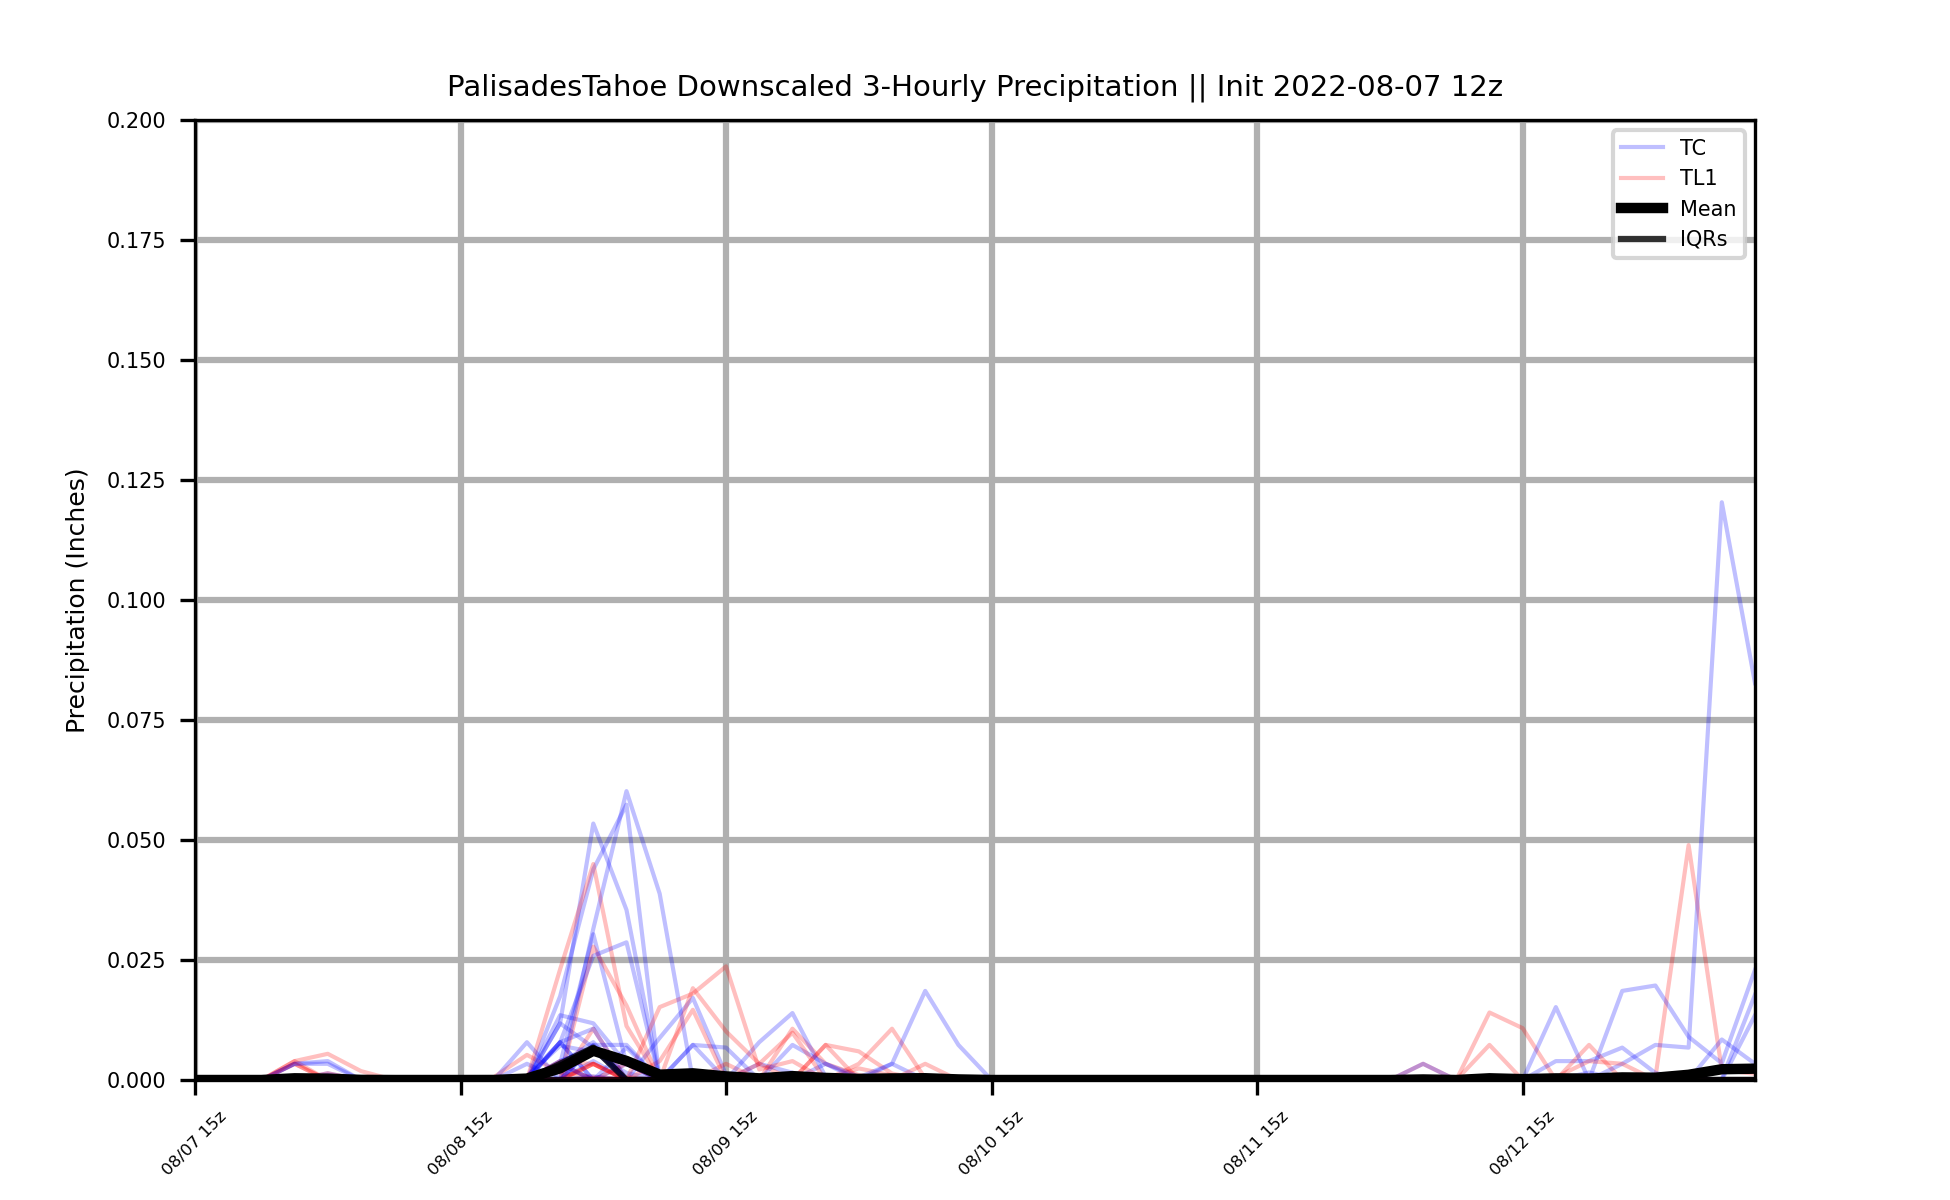 PalisadesTahoe Downscaled 3-Hourly Precipitation || Init 2022-08-07 12z
TC
TL1
Mean
IQRs
Precipitation (Inches)
0.200
0.175
0.150
0.125
0.100
0.075
0.050
0.025
0.000
08/07 15z
08/08 15z
08/09 15z
08/10 15z
08/11 15z
08/12 15z